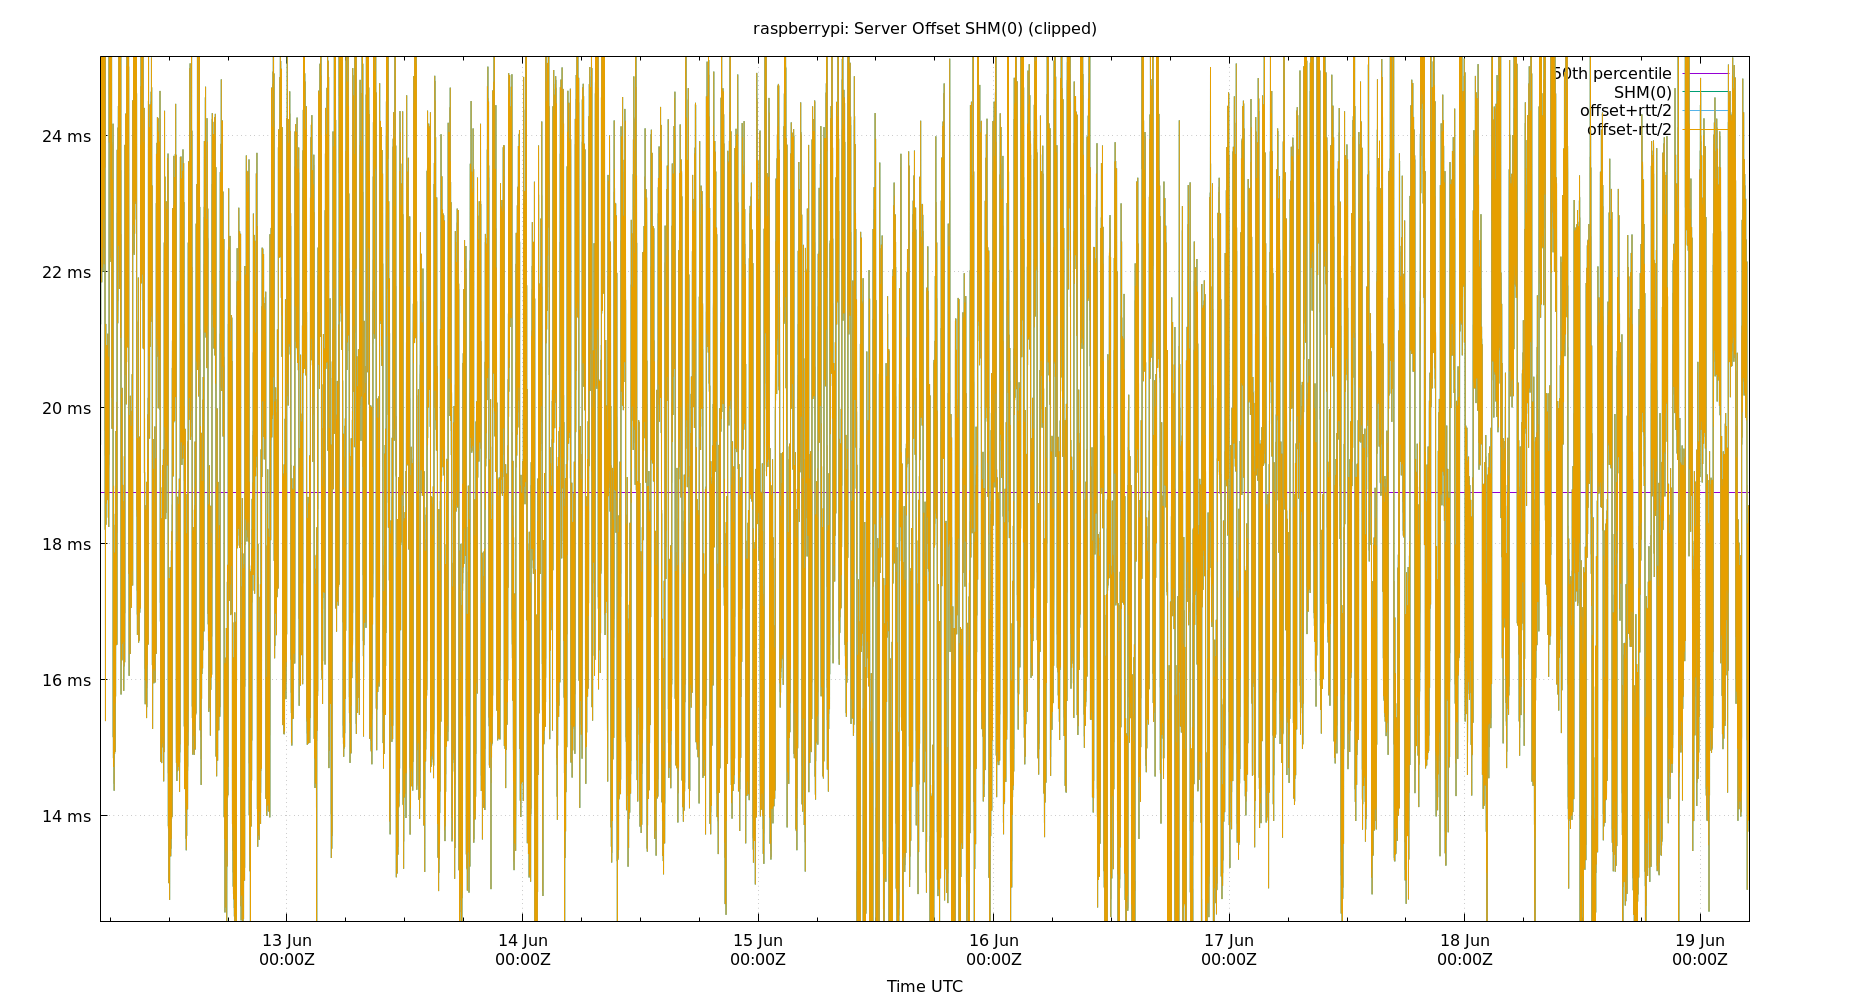 raspberrypi: Server Offset SHM(0) (clipped)
50th percentile
SHM(0)
offset+rtt/2
offset-rtt/2
24 ms
22 ms
20 ms
18 ms
16 ms
14 ms
13 Jun 14 Jun 15 Jun 16 Jun 17 Jun 18 Jun 19 Jun
00:00Z 00:00Z 00:00Z 00:00Z 00:00Z 00:00Z 00:00Z
Time UTC